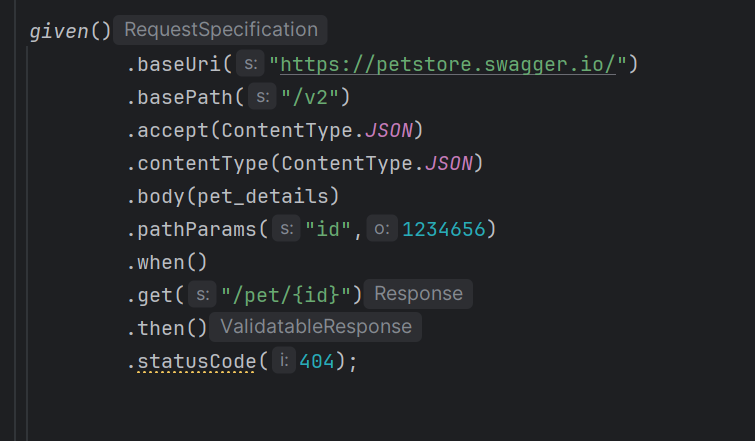 given() RequestSpecification
.baseUri( s: "https://petstore.swagger.io/")
.basePath( s: "/v2")
.accept(ContentType.JSON)
.contentType(ContentType.JSON)
.body(pet_details)
.pathParams( s: "id", o: 1234656)
.when()
.get( s: "/pet/{id}") Response
.then() ValidatableResponse
.statusCode( i: 404);